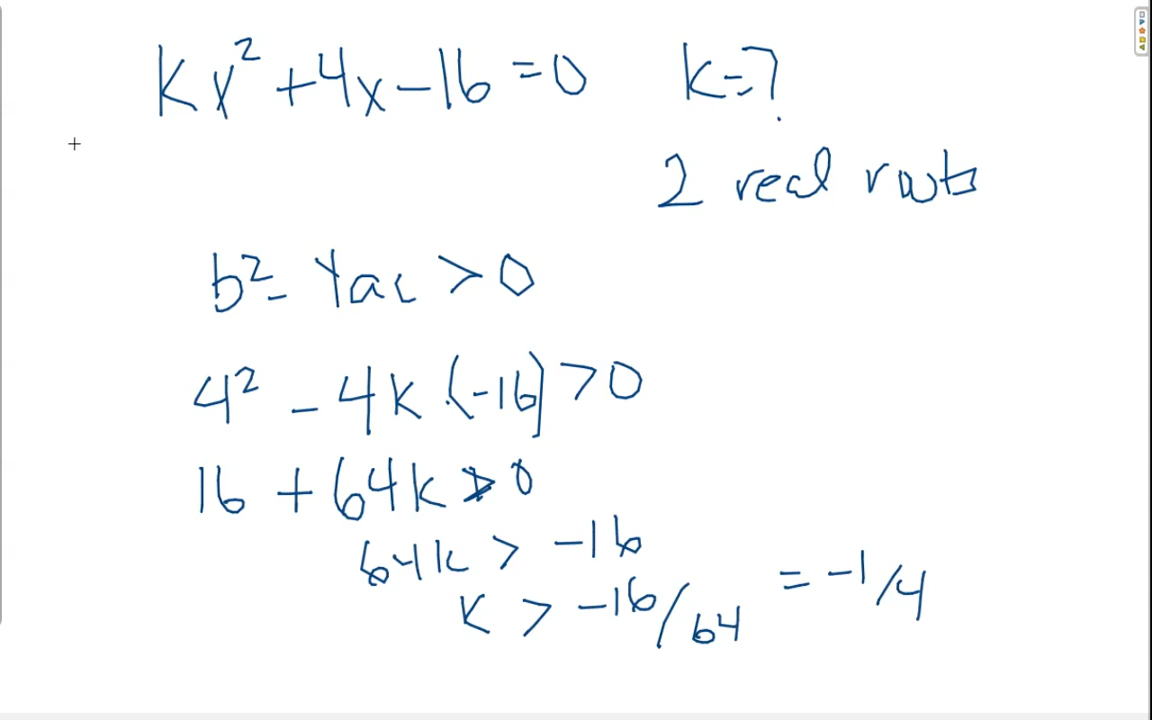 kx² + 4x - 16 = 0 k = ?
2 real roots
b² - 4ac > 0
4² - 4k (-16) > 0
16 + 64k > 0
64k > -16
k > -16/64 = -1/4